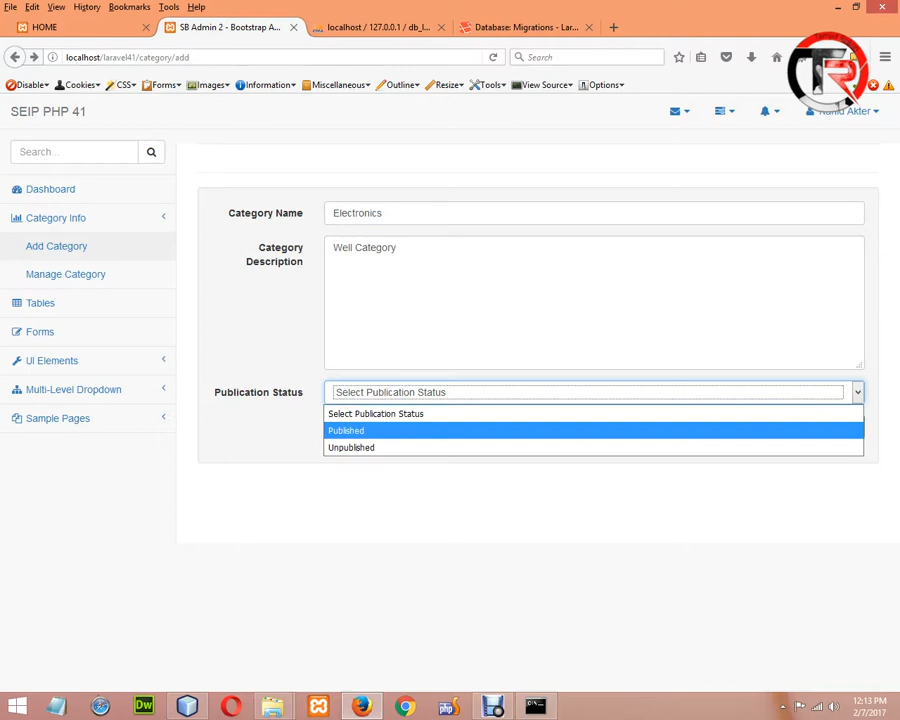 File Edit View History Bookmarks Tools Help
HOME
SB Admin 2 - Bootstrap A...
localhost / 127.0.0.1 / db_l...
Database: Migrations - Lar...
localhost/laravel41/category/add
Search
Disable Cookies CSS Forms Images Information Miscellaneous Outline Resize Tools View Source Options
SEIP PHP 41
Akter
Search...
Dashboard
Category Info
Add Category
Manage Category
Tables
Forms
UI Elements
Multi-Level Dropdown
Sample Pages
Category Name
Electronics
Category
Description
Well Category
Publication Status
Select Publication Status
Select Publication Status
Published
Unpublished
TR
Dw
php
12:13 PM
2/7/2017